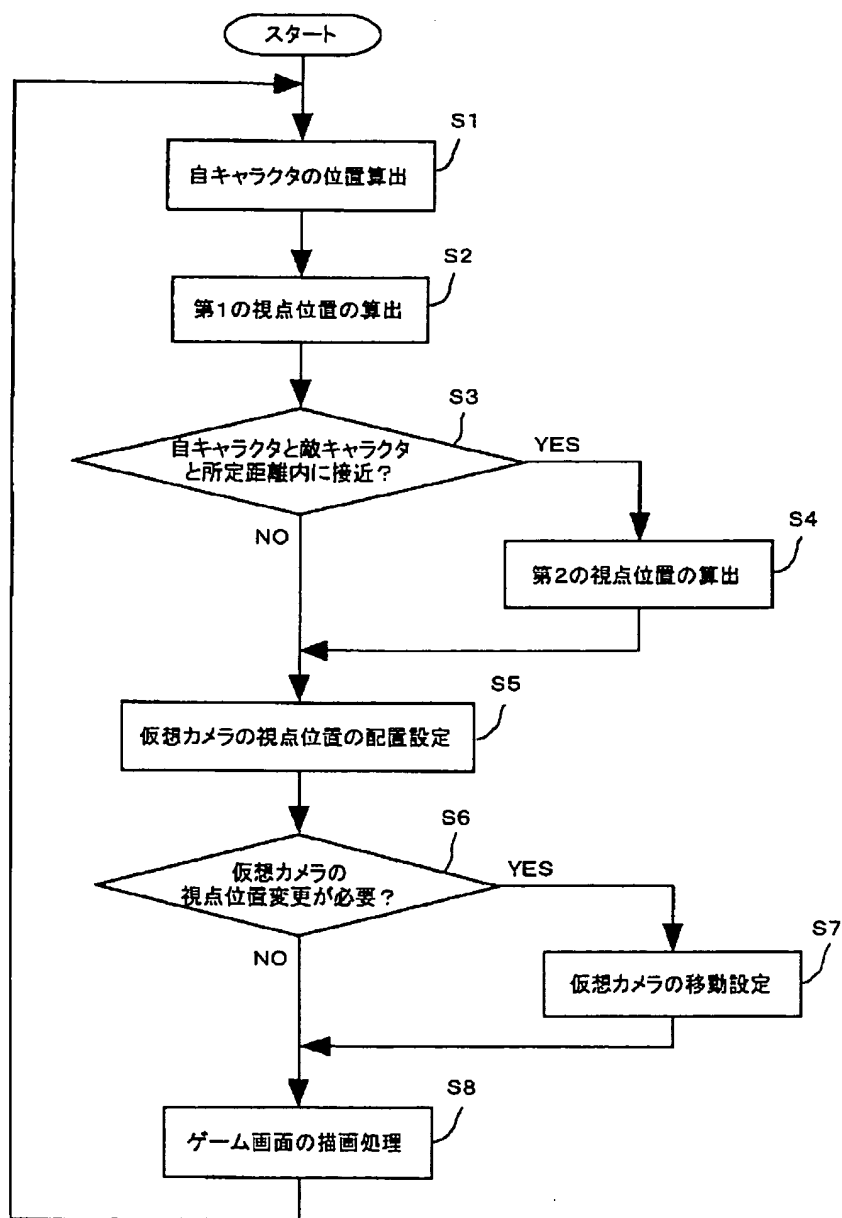 スタート
S1
自キャラクタの位置算出
S2
第1の視点位置の算出
S3
自キャラクタと敵キャラクタ
と所定距離内に接近？
YES
NO
S4
第2の視点位置の算出
S5
仮想カメラの視点位置の配置設定
S6
仮想カメラの
視点位置変更が必要？
YES
NO
S7
仮想カメラの移動設定
S8
ゲーム画面の描画処理